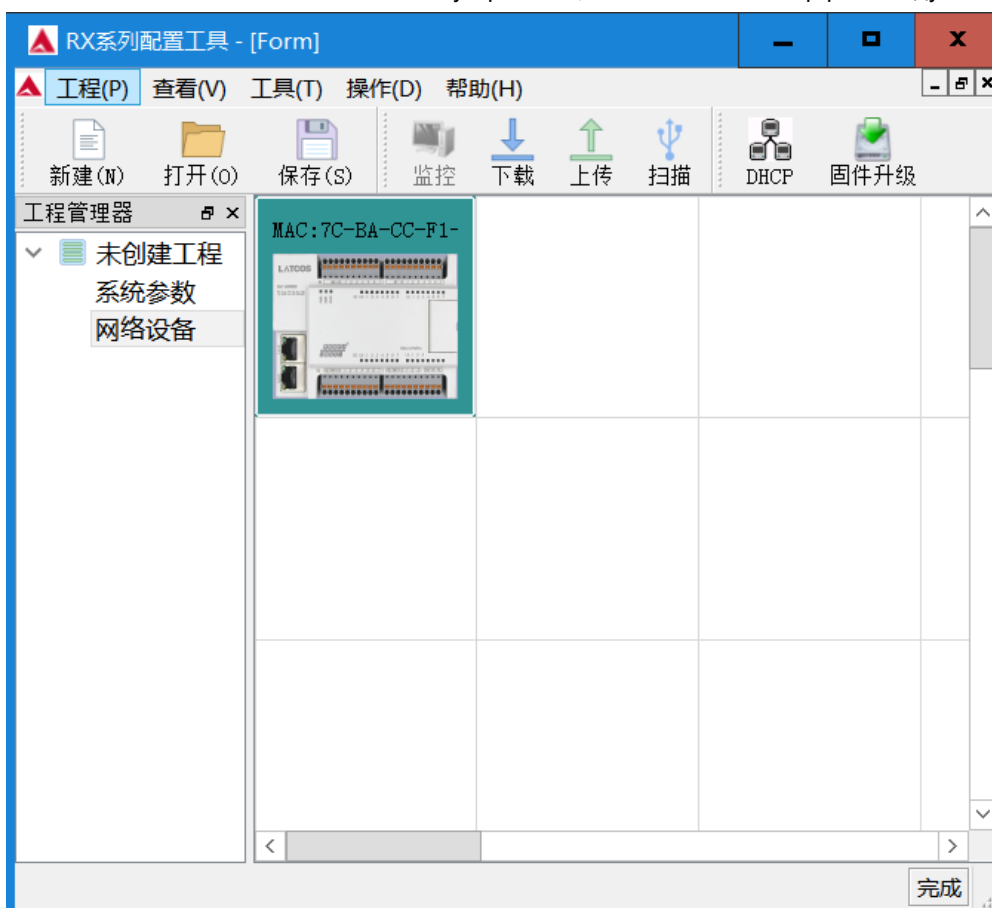 RX系列配置工具 - [Form]
工程(P) 查看(V) 工具(T) 操作(D) 帮助(H)
新建(N) 打开(O) 保存(S) 监控 下载 上传 扫描 DHCP 固件升级
工程管理器
未创建工程
系统参数
网络设备
MAC:7C-BA-CC-F1-
LATCOS
完成